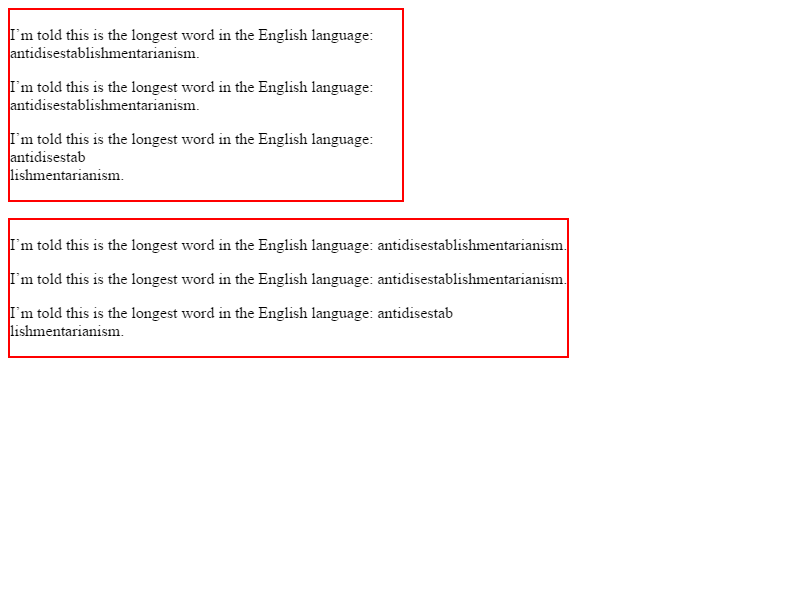 I’m told this is the longest word in the English language:
antidisestablishmentarianism.
I’m told this is the longest word in the English language:
antidisestablishmentarianism.
I’m told this is the longest word in the English language:
antidisestab
lishmentarianism.
I’m told this is the longest word in the English language: antidisestablishmentarianism.
I’m told this is the longest word in the English language: antidisestablishmentarianism.
I’m told this is the longest word in the English language: antidisestab
lishmentarianism.